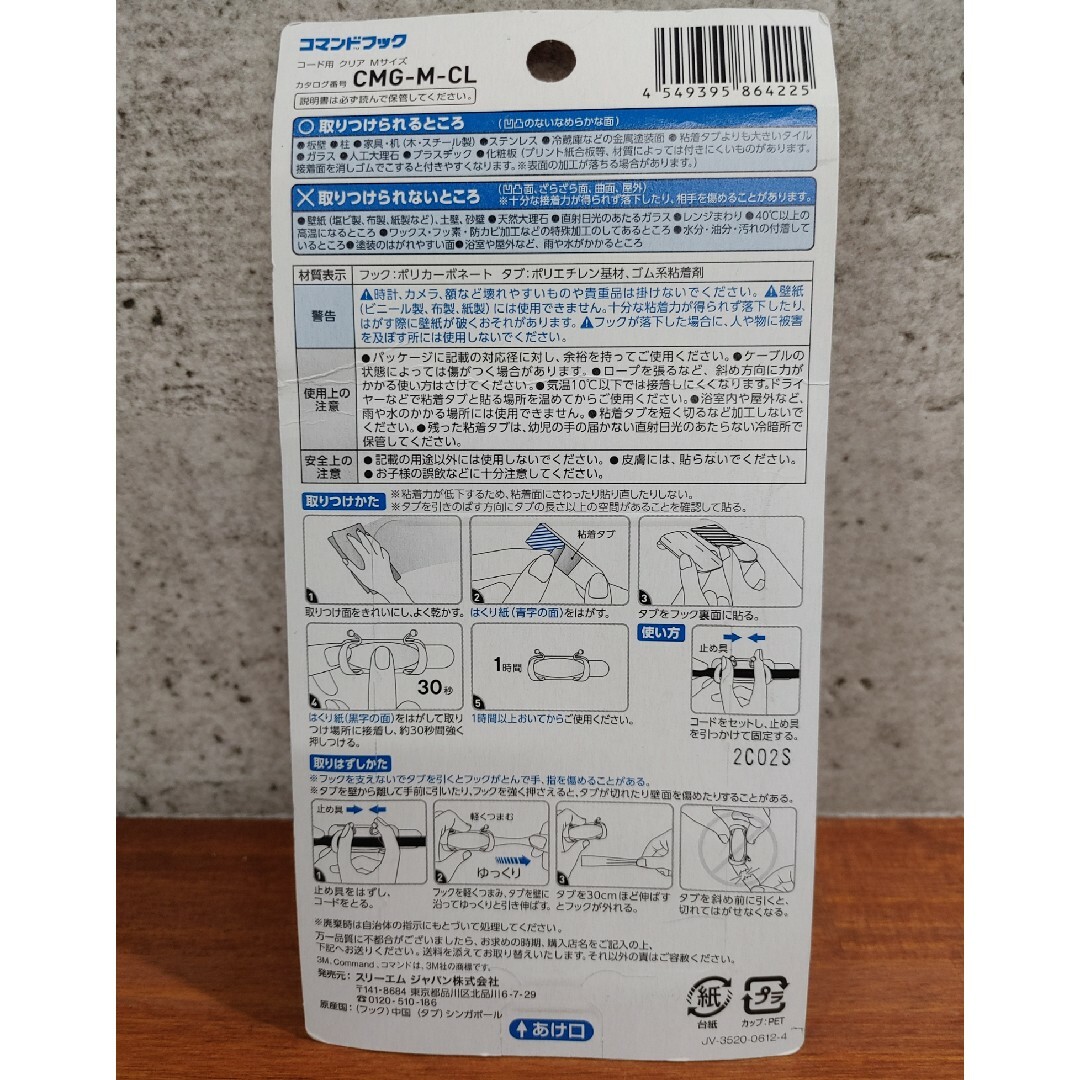 コマンド™フック
コード用 クリア Mサイズ
カタログ番号 CMG-M-CL
説明書は必ず読んで保管してください。
4 549395 864225
○ 取りつけられるところ (凹凸のないなめらかな面)
●板壁 ●柱 ●家具・机(木・スチール製) ●ステンレス ●冷蔵庫などの金属塗装面 ●粘着タブよりも大きいタイル
●ガラス ●人工大理石 ●プラスチック ●化粧板(プリント紙合板等、材質によっては付きにくいものがあります。
接着面を消しゴムでこすると付きやすくなります。※表面の加工が落ちる場合があります。)
× 取りつけられないところ (凹凸面、ざらざら面、曲面、屋外)
※十分な接着力が得られず落下したり、相手を傷めることがあります。
●壁紙(塩ビ製、布製、紙製など)、土壁、砂壁 ●天然大理石 ●直射日光のあたるガラス ●レンジまわり ●40℃以上の
高温になるところ ●ワックス・フッ素・防カビ加工などの特殊加工のしてあるところ ●水分・油分・汚れの付着して
いるところ ●塗装のはがれやすい面 ●浴室や屋外など、雨や水がかかるところ
材質表示 フック:ポリカーボネート タブ:ポリエチレン基材、ゴム系粘着剤
警告
⚠時計、カメラ、額など壊れやすいものや貴重品は掛けないでください。⚠壁紙
(ビニール製、布製、紙製)には使用できません。十分な粘着力が得られず落下したり、
はがす際に壁紙が破くおそれがあります。⚠フックが落下した場合に、人や物に被害
を及ぼす所には使用しないでください。
使用上の
注意
●パッケージに記載の対応径に対し、余裕を持ってご使用ください。●ケーブルの
状態によっては傷がつく場合があります。●ロープを張るなど、斜め方向に力が
かかる使い方はさけてください。●気温10℃以下では接着しにくくなります。ドライ
ヤーなどで粘着タブと貼る場所を温めてからご使用ください。●浴室内や屋外など、
雨や水のかかる場所には使用できません。●粘着タブを短く切るなど加工しないで
ください。●残った粘着タブは、幼児の手の届かない直射日光のあたらない冷暗所で
保管してください。
安全上の
注意
●記載の用途以外には使用しないでください。●皮膚には、貼らないでください。
●お子様の誤飲などに十分注意してください。
取りつけかた
※粘着力が低下するため、粘着面にさわったり貼り直したりしない。
※タブを引きのばす方向にタブの長さ以上の空間があることを確認して貼る。
粘着タブ
1
2
3
取りつけ面をきれいにし、よく乾かす。
はくり紙(青字の面)をはがす。
タブをフック裏面に貼る。
30秒
4
1時間
5
使い方
止め具
はくり紙(黒字の面)をはがして取り
つけ場所に接着し、約30秒間強く
押しつける。
1時間以上おいてからご使用ください。
コードをセットし、止め具
を引っかけて固定する。
2C02S
取りはずしかた
※フックを支えないでタブを引くとフックがとんで手、指を傷めることがある。
※タブを壁から離して手前に引いたり、フックを強く押さえると、タブが切れたり壁面を傷めたりすることがある。
止め具
1
軽くつまむ
ゆっくり
2
3
止め具をはずし、
コードをとる。
フックを軽くつまみ、タブを壁に
沿ってゆっくりと引き伸ばす。
タブを30cmほど伸ばす
とフックが外れる。
タブを斜め前に引くと、
切れてはがせなくなる。
※廃棄時は自治体の指示にもとづいて処理してください。
万一品質に不都合がございましたら、お求めの時期、購入店名をご記入の上、
下記へお送りください。送料を添えてお取り替えいたします。それ以外の責はご容赦ください。
3M、Command、コマンドは、3M社の商標です。
発売元: スリーエム ジャパン株式会社
〒141-8684 東京都品川区北品川6-7-29
☎0120-510-186
原産国: (フック)中国 (タブ)シンガポール
↑あけ口
紙
台紙
プラ
カップ:PET
JV-3520-0612-4